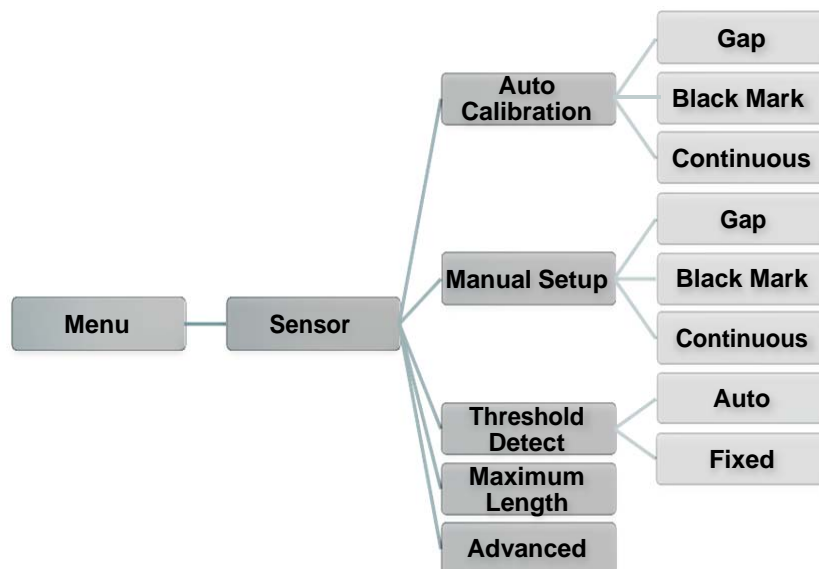 Menu
Sensor
Auto
Calibration
Gap
Black Mark
Continuous
Manual Setup
Gap
Black Mark
Continuous
Threshold
Detect
Auto
Fixed
Maximum
Length
Advanced